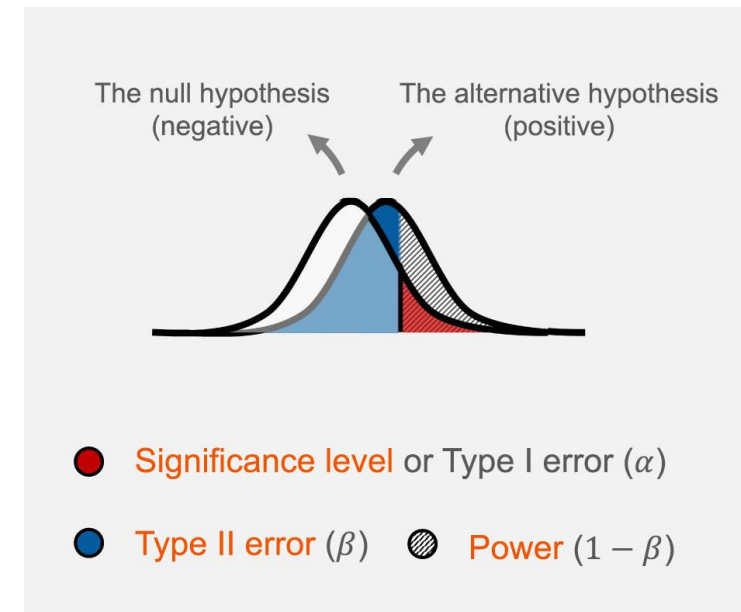 The null hypothesis
(negative)
The alternative hypothesis
(positive)
Significance level or Type I error (α)
Type II error (β)
Power (1 − β)